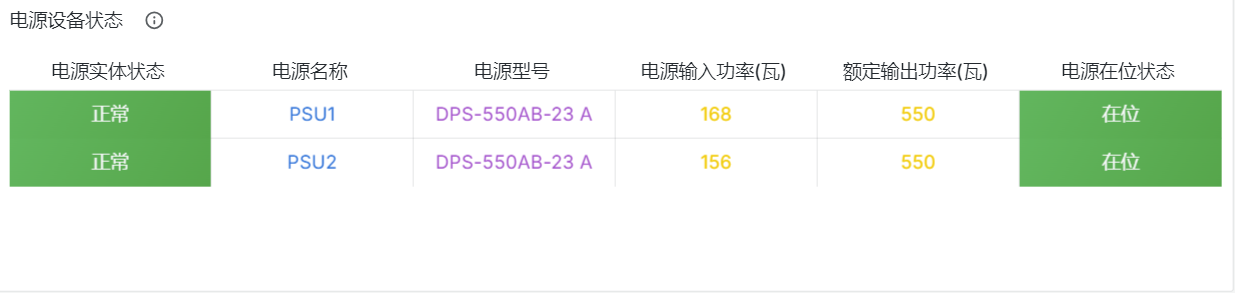 电源设备状态
电源实体状态 电源名称 电源型号 电源输入功率(瓦) 额定输出功率(瓦) 电源在位状态
正常 PSU1 DPS-550AB-23 A 168 550 在位
正常 PSU2 DPS-550AB-23 A 156 550 在位